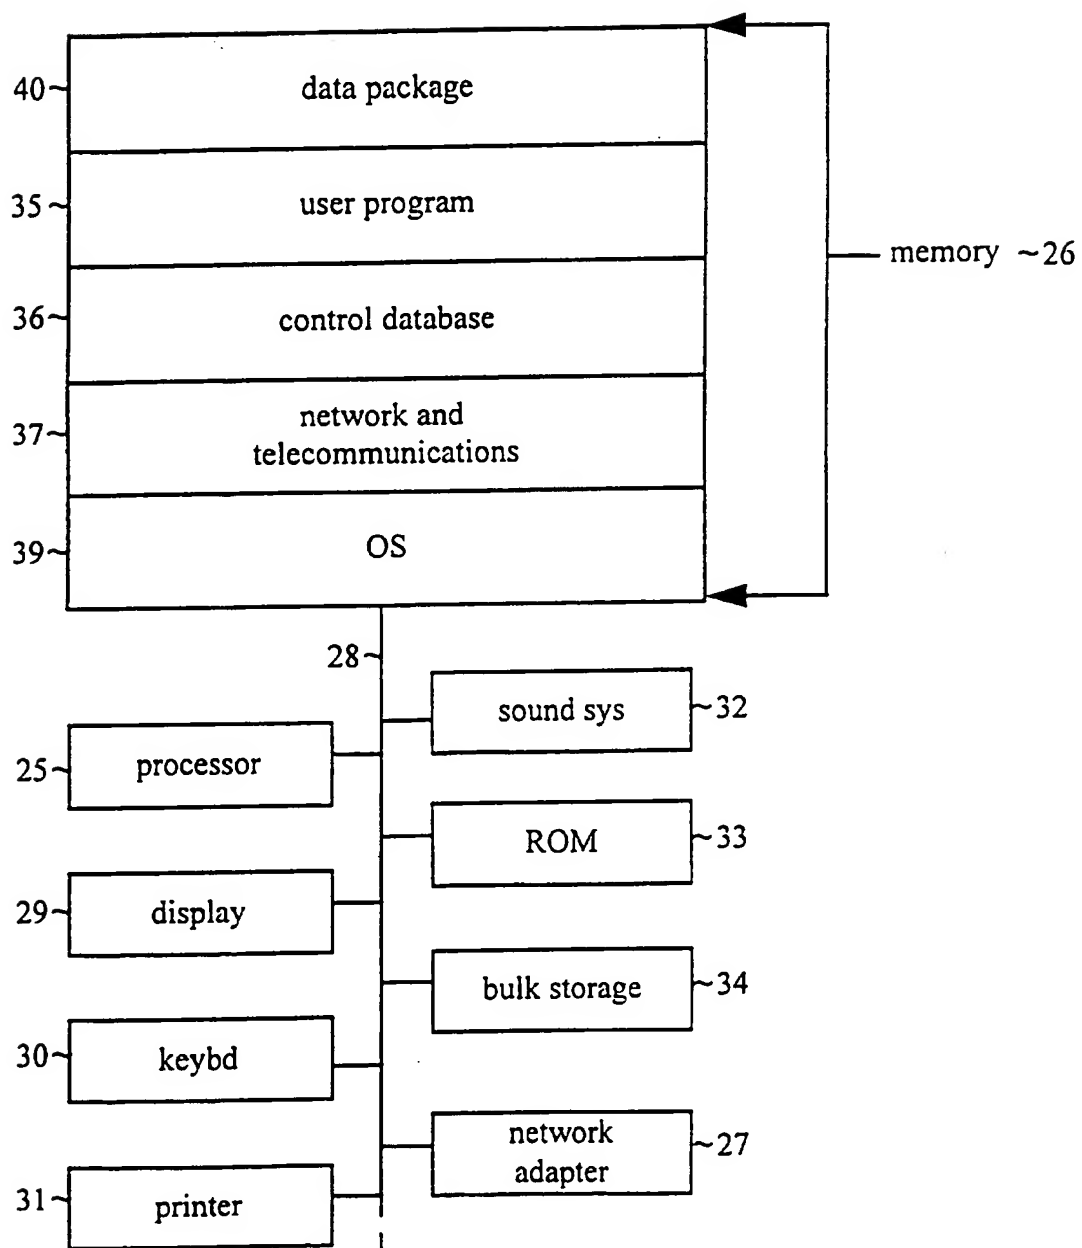 40~ data package
35~ user program
memory ~26
36~ control database
37~ network and
telecommunications
39~ OS
28~
sound sys ~32
25~ processor
ROM ~33
29~ display
bulk storage ~34
30~ keybd
network
adapter ~27
31~ printer